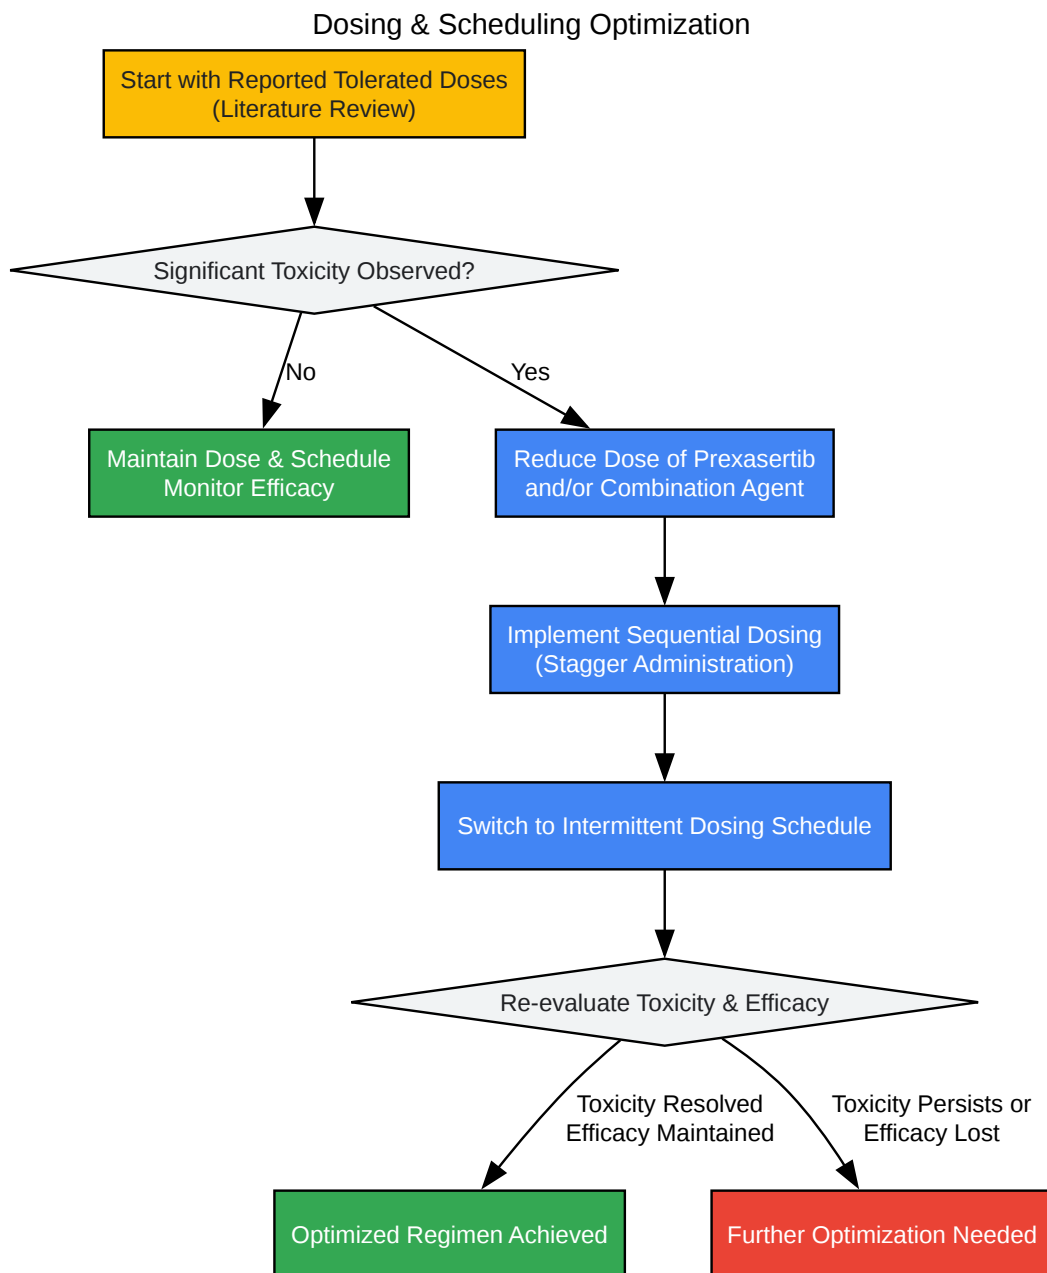 Dosing & Scheduling Optimization
Start with Reported Tolerated Doses
(Literature Review)
Significant Toxicity Observed?
No
Yes
Maintain Dose & Schedule
Monitor Efficacy
Reduce Dose of Prexasertib
and/or Combination Agent
Implement Sequential Dosing
(Stagger Administration)
Switch to Intermittent Dosing Schedule
Re-evaluate Toxicity & Efficacy
Toxicity Resolved
Efficacy Maintained
Toxicity Persists or
Efficacy Lost
Optimized Regimen Achieved
Further Optimization Needed